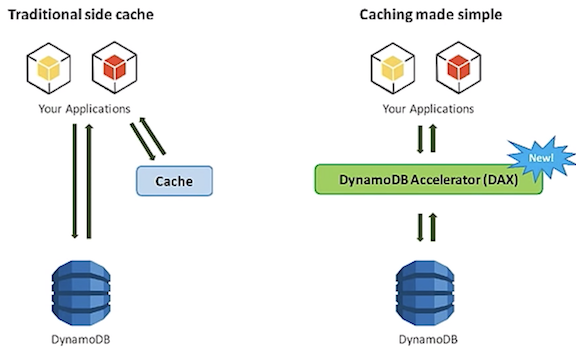 Traditional side cache
Your Applications
Cache
DynamoDB
Caching made simple
Your Applications
New!
DynamoDB Accelerator (DAX)
DynamoDB